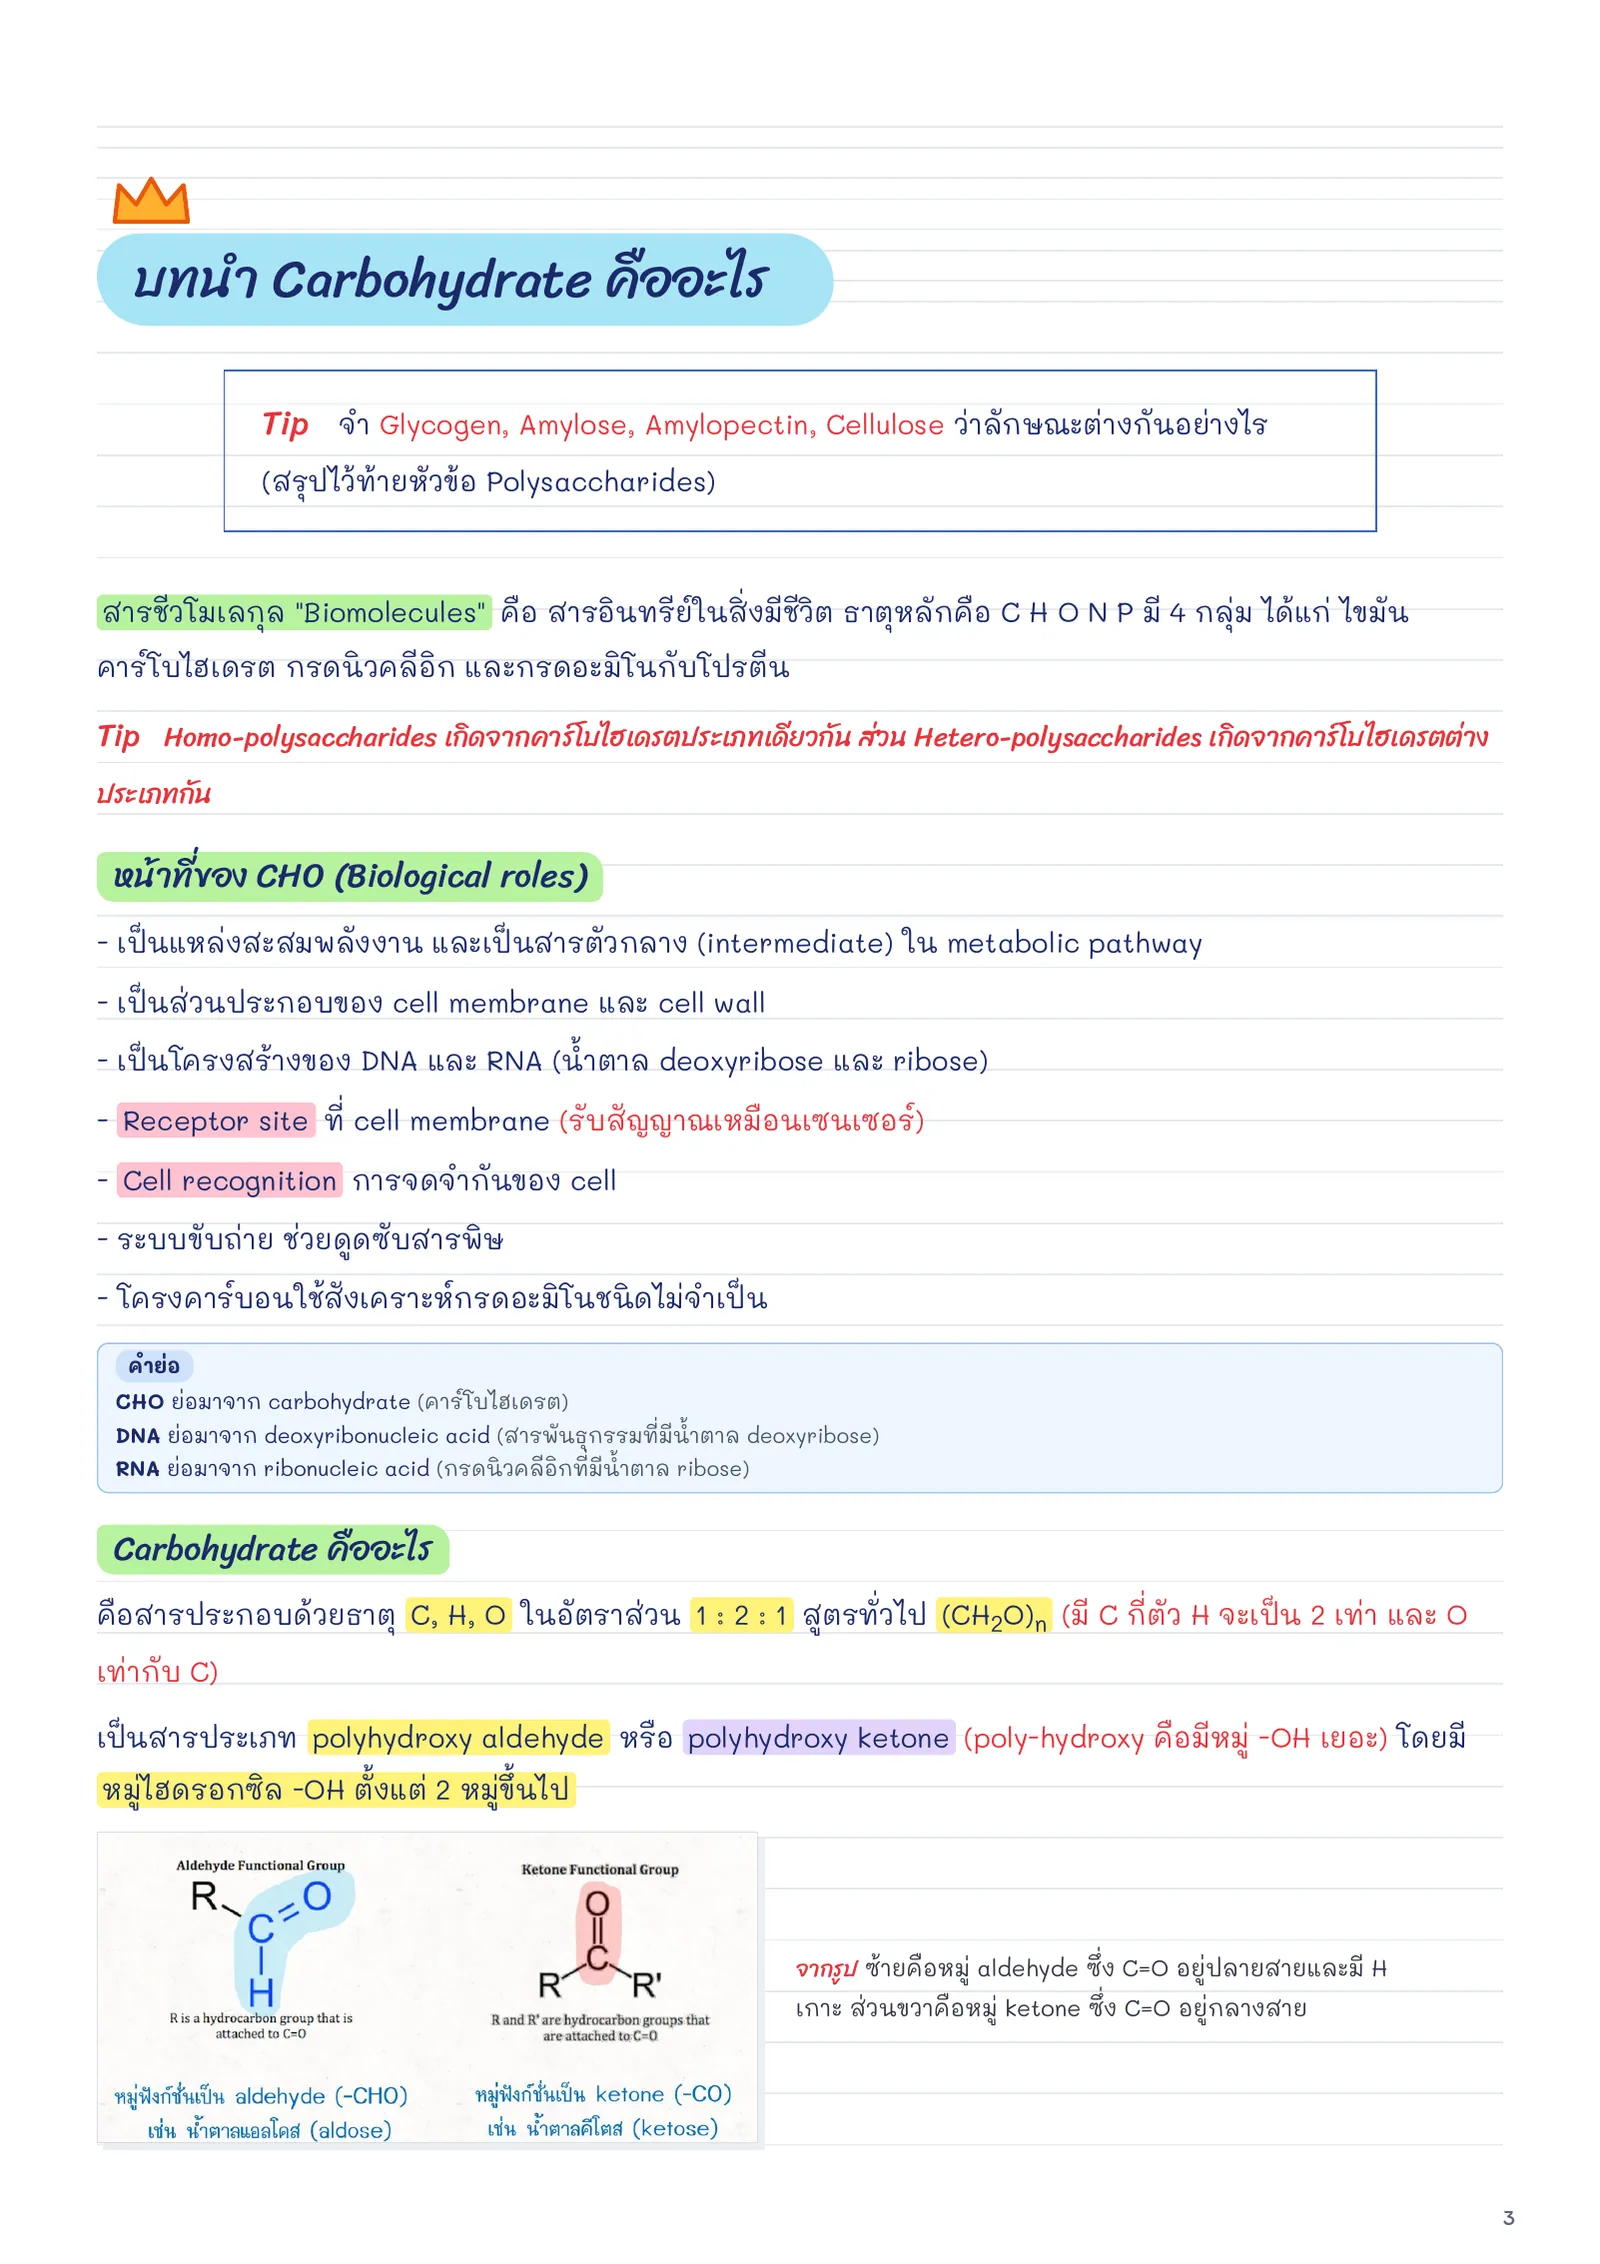 บทนำ Carbohydrate คืออะไร
Tip จำ Glycogen, Amylose, Amylopectin, Cellulose ว่าลักษณะต่างกันอย่างไร
(สรุปไว้ท้ายหัวข้อ Polysaccharides)
สารชีวโมเลกุล "Biomolecules" คือ สารอินทรีย์ในสิ่งมีชีวิต ธาตุหลักคือ C H O N P มี 4 กลุ่ม ได้แก่ ไขมัน
คาร์โบไฮเดรต กรดนิวคลีอิก และกรดอะมิโนกับโปรตีน
Tip Homo-polysaccharides เกิดจากคาร์โบไฮเดรตประเภทเดียวกัน ส่วน Hetero-polysaccharides เกิดจากคาร์โบไฮเดรตต่าง
ประเภทกัน
หน้าที่ของ CHO (Biological roles)
- เป็นแหล่งสะสมพลังงาน และเป็นสารตัวกลาง (intermediate) ใน metabolic pathway
- เป็นส่วนประกอบของ cell membrane และ cell wall
- เป็นโครงสร้างของ DNA และ RNA (น้ำตาล deoxyribose และ ribose)
- Receptor site ที่ cell membrane (รับสัญญาณเหมือนเซนเซอร์)
- Cell recognition การจดจำกันของ cell
- ระบบขับถ่าย ช่วยดูดซับสารพิษ
- โครงคาร์บอนใช้สังเคราะห์กรดอะมิโนชนิดไม่จำเป็น
คำย่อ
CHO ย่อมาจาก carbohydrate (คาร์โบไฮเดรต)
DNA ย่อมาจาก deoxyribonucleic acid (สารพันธุกรรมที่มีน้ำตาล deoxyribose)
RNA ย่อมาจาก ribonucleic acid (กรดนิวคลีอิกที่มีน้ำตาล ribose)
Carbohydrate คืออะไร
คือสารประกอบด้วยธาตุ C, H, O ในอัตราส่วน 1 : 2 : 1 สูตรทั่วไป (CH₂O)ₙ (มี C กี่ตัว H จะเป็น 2 เท่า และ O
เท่ากับ C)
เป็นสารประเภท polyhydroxy aldehyde หรือ polyhydroxy ketone (poly-hydroxy คือมีหมู่ -OH เยอะ) โดยมี
หมู่ไฮดรอกซิล -OH ตั้งแต่ 2 หมู่ขึ้นไป
Aldehyde Functional Group
R
C
O
H
R is a hydrocarbon group that is
attached to C=O
หมู่ฟังก์ชั่นเป็น aldehyde (-CHO)
เช่น น้ำตาลแอลโดส (aldose)
Ketone Functional Group
O
C
R R'
R and R' are hydrocarbon groups that
are attached to C=O
หมู่ฟังก์ชั่นเป็น ketone (-CO)
เช่น น้ำตาลคีโตส (ketose)
จากรูป ซ้ายคือหมู่ aldehyde ซึ่ง C=O อยู่ปลายสายและมี H
เกาะ ส่วนขวาคือหมู่ ketone ซึ่ง C=O อยู่กลางสาย
3